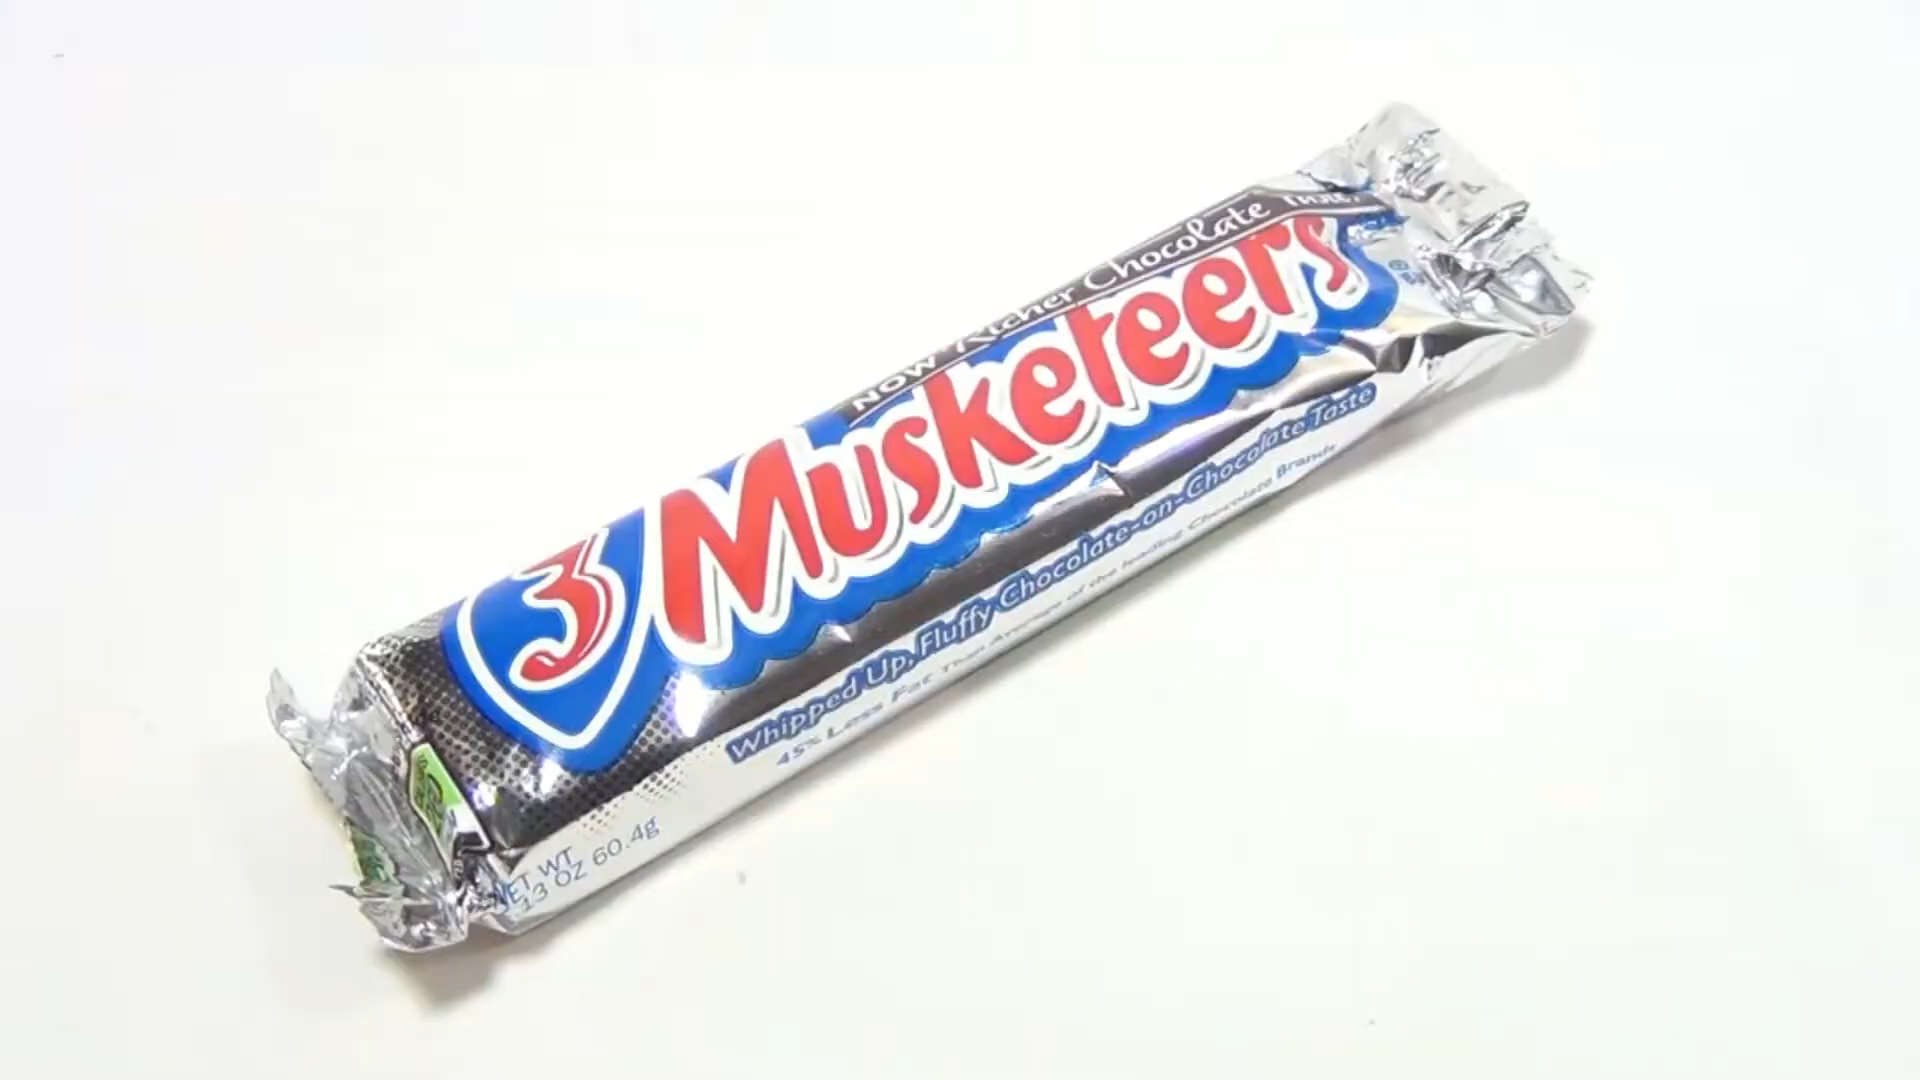 NOW Richer Chocolate Taste!
3 Musketeers
®
Whipped Up, Fluffy Chocolate-on-Chocolate Taste
45% Less Fat Than Average of the leading Chocolate Brands
NET WT
.13 OZ 60.4g